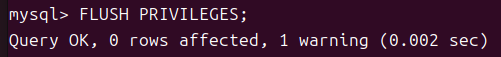 mysql> FLUSH PRIVILEGES;
Query OK, 0 rows affected, 1 warning (0.002 sec)